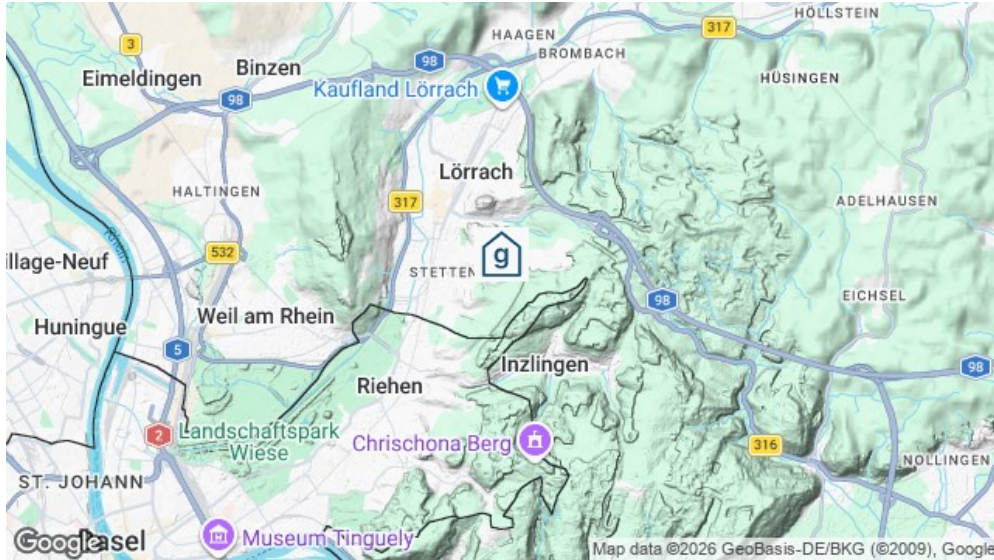 HÖLLSTEIN
317
3
HAAGEN
BROMBACH
98
Binzen
Eimeldingen
HÜSINGEN
Kaufland Lörrach
98
Lörrach
HALTINGEN
317
ADELHAUSEN
532
g
illage-Neuf
Rhein
STETTEN
98
EICHSEL
Weil am Rhein
Huningue
5
Inzlingen
98
Riehen
2
Landschaftspark
Wiese
Chrischona Berg
316
NOLLINGEN
ST. JOHANN
Google
Basel
Museum Tinguely
Map data ©2026 GeoBasis-DE/BKG (©2009), Google